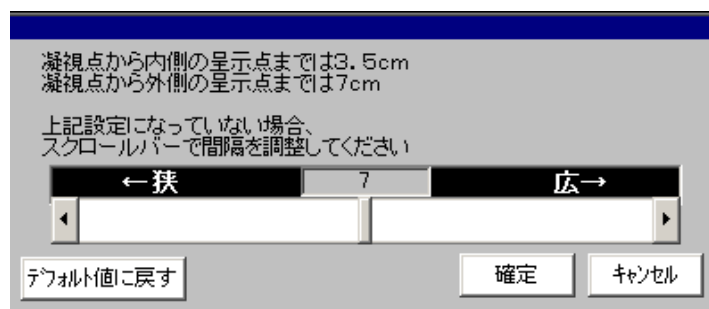 凝視点から内側の呈示点までは3.5cm
凝視点から外側の呈示点までは7cm
上記設定になっていない場合、
スクロールバーで間隔を調整してください
←狭 7 広→
ﾃﾞﾌｫﾙﾄ値に戻す 確定 ｷｬﾝｾﾙ